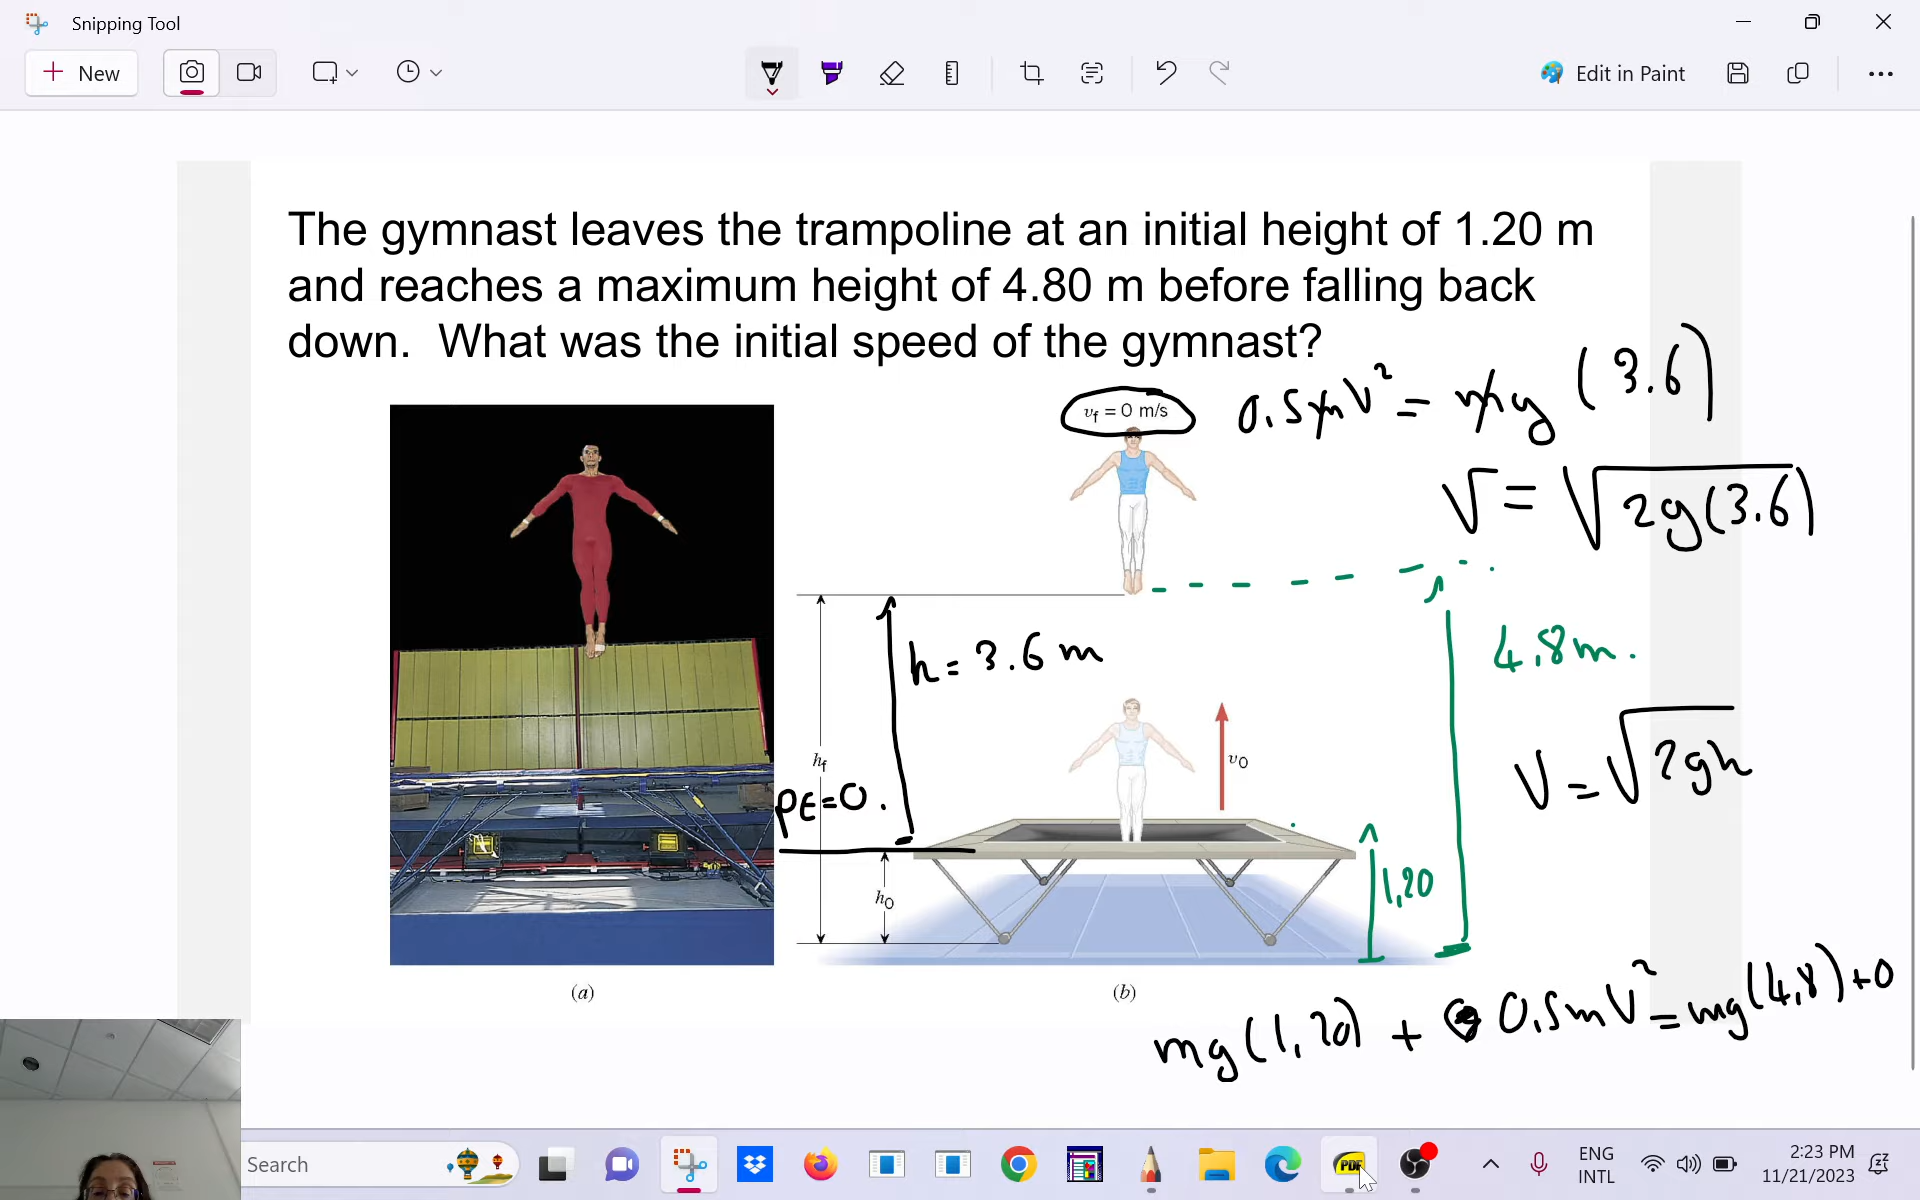 Snipping Tool
New
Edit in Paint
The gymnast leaves the trampoline at an initial height of 1.20 m
and reaches a maximum height of 4.80 m before falling back
down. What was the initial speed of the gymnast?
0.5mv² = mg (3.6)
vf = 0 m/s
V = √2g(3.6)
h = 3.6 m
4.8m.
hf
v0
V = √2gh
PE=0.
1,20
h0
(a)
(b)
mg(1,20) + 0,5mV² = mg(4,8)+0
Search
PDF
ENG
INTL
2:23 PM
11/21/2023